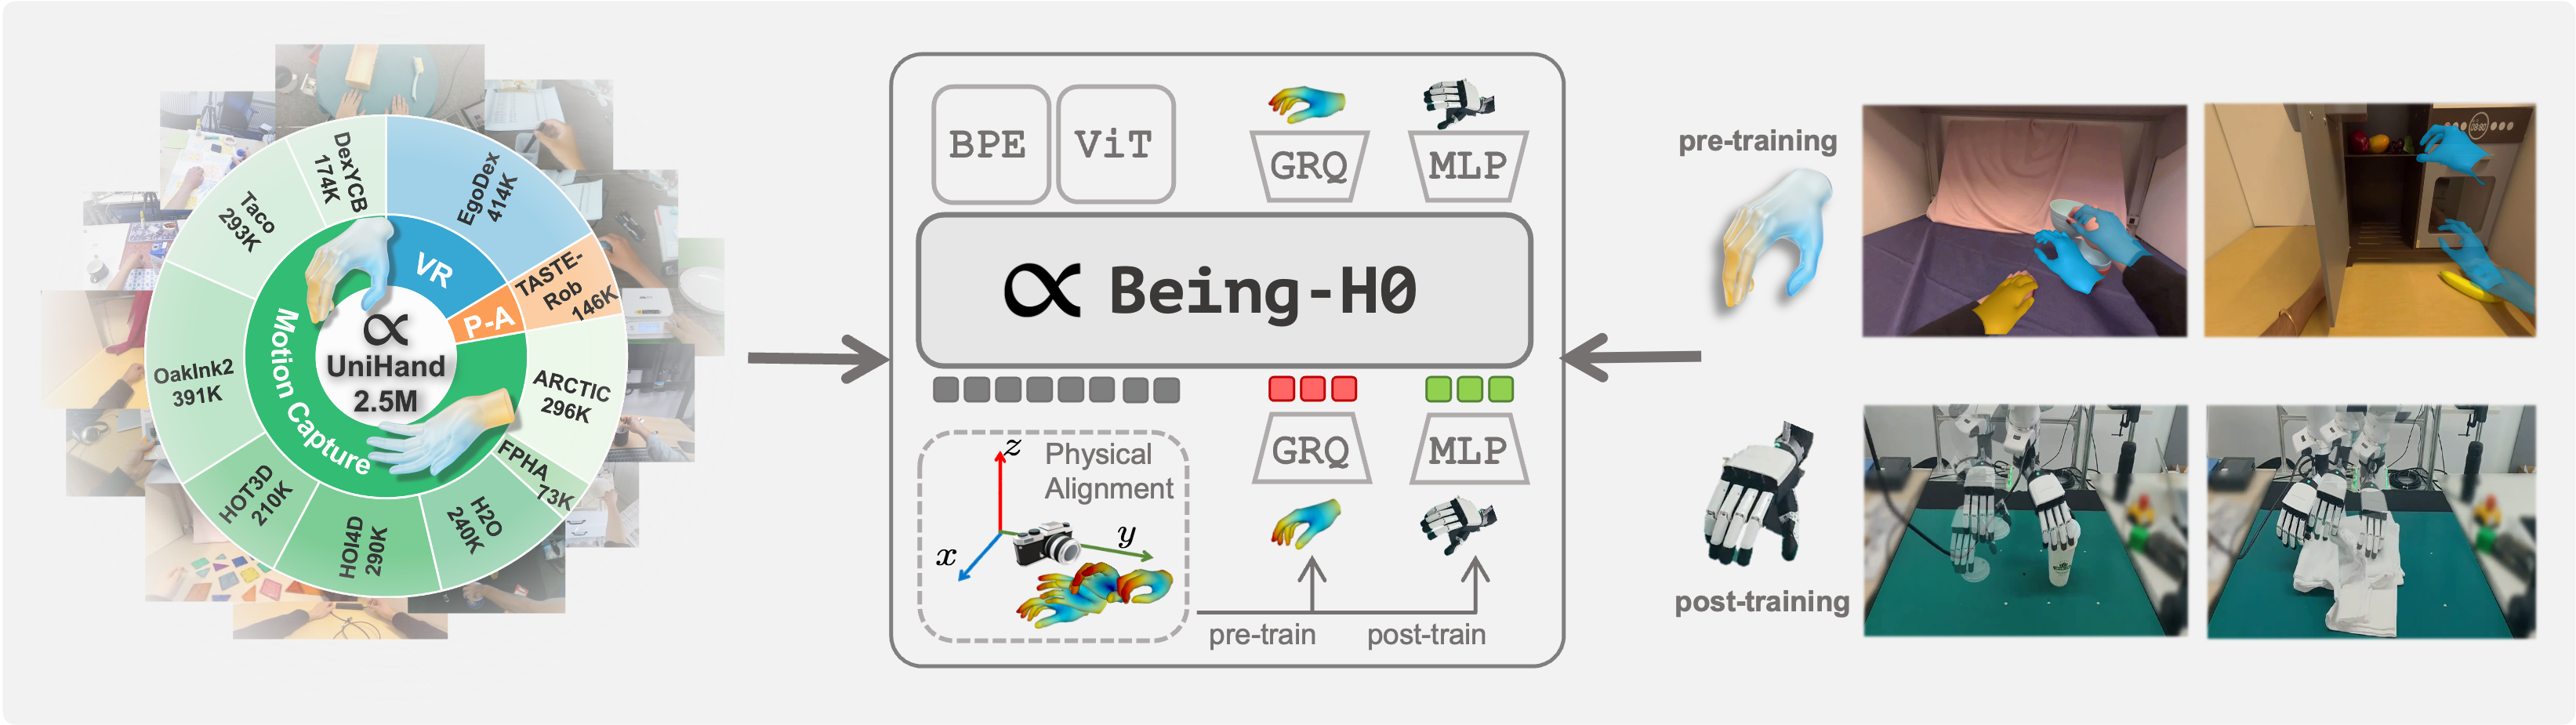 DexYCB
174K
EgoDex
414K
Taco
293K
VR
TASTE-
Rob
146K
P-A
Motion Capture
∝
UniHand
2.5M
OakInk2
391K
ARCTIC
296K
FPHA
73K
HOT3D
210K
HOI4D
290K
H2O
240K
BPE
ViT
GRQ
MLP
∝ Being-H0
GRQ
MLP
z
Physical
Alignment
x
y
pre-train
post-train
pre-training
post-training